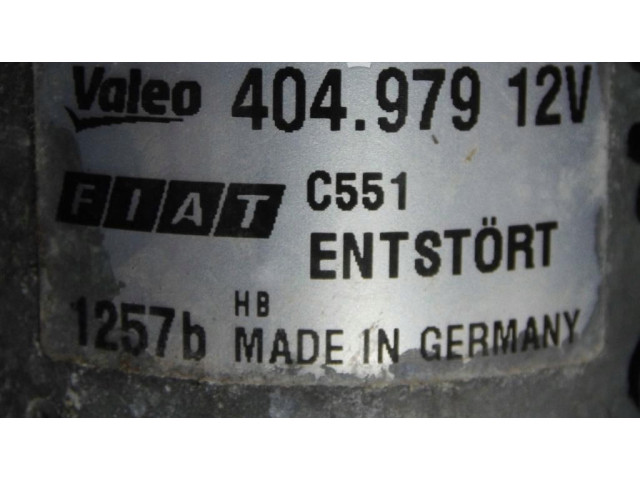 Valeo 404.979 12V
FIAT C551
ENTSTÖRT
1257b HB
MADE IN GERMANY